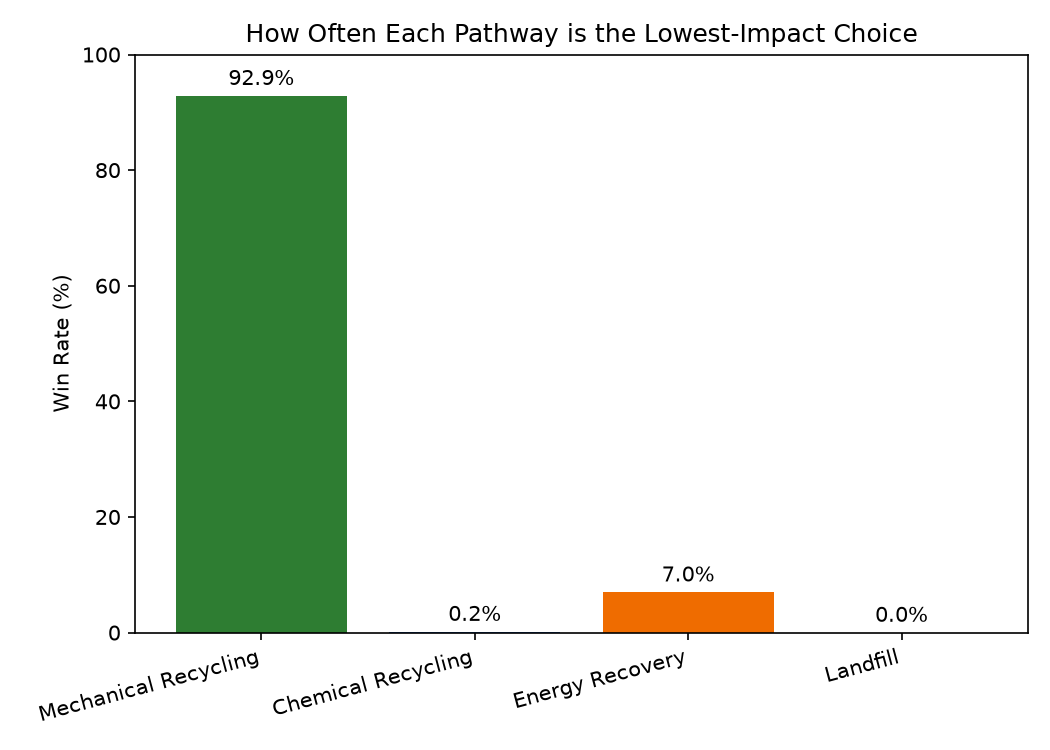 How Often Each Pathway is the Lowest-Impact Choice
Win Rate (%)
100
80
60
40
20
0
92.9%
0.2%
7.0%
0.0%
Mechanical Recycling
Chemical Recycling
Energy Recovery
Landfill